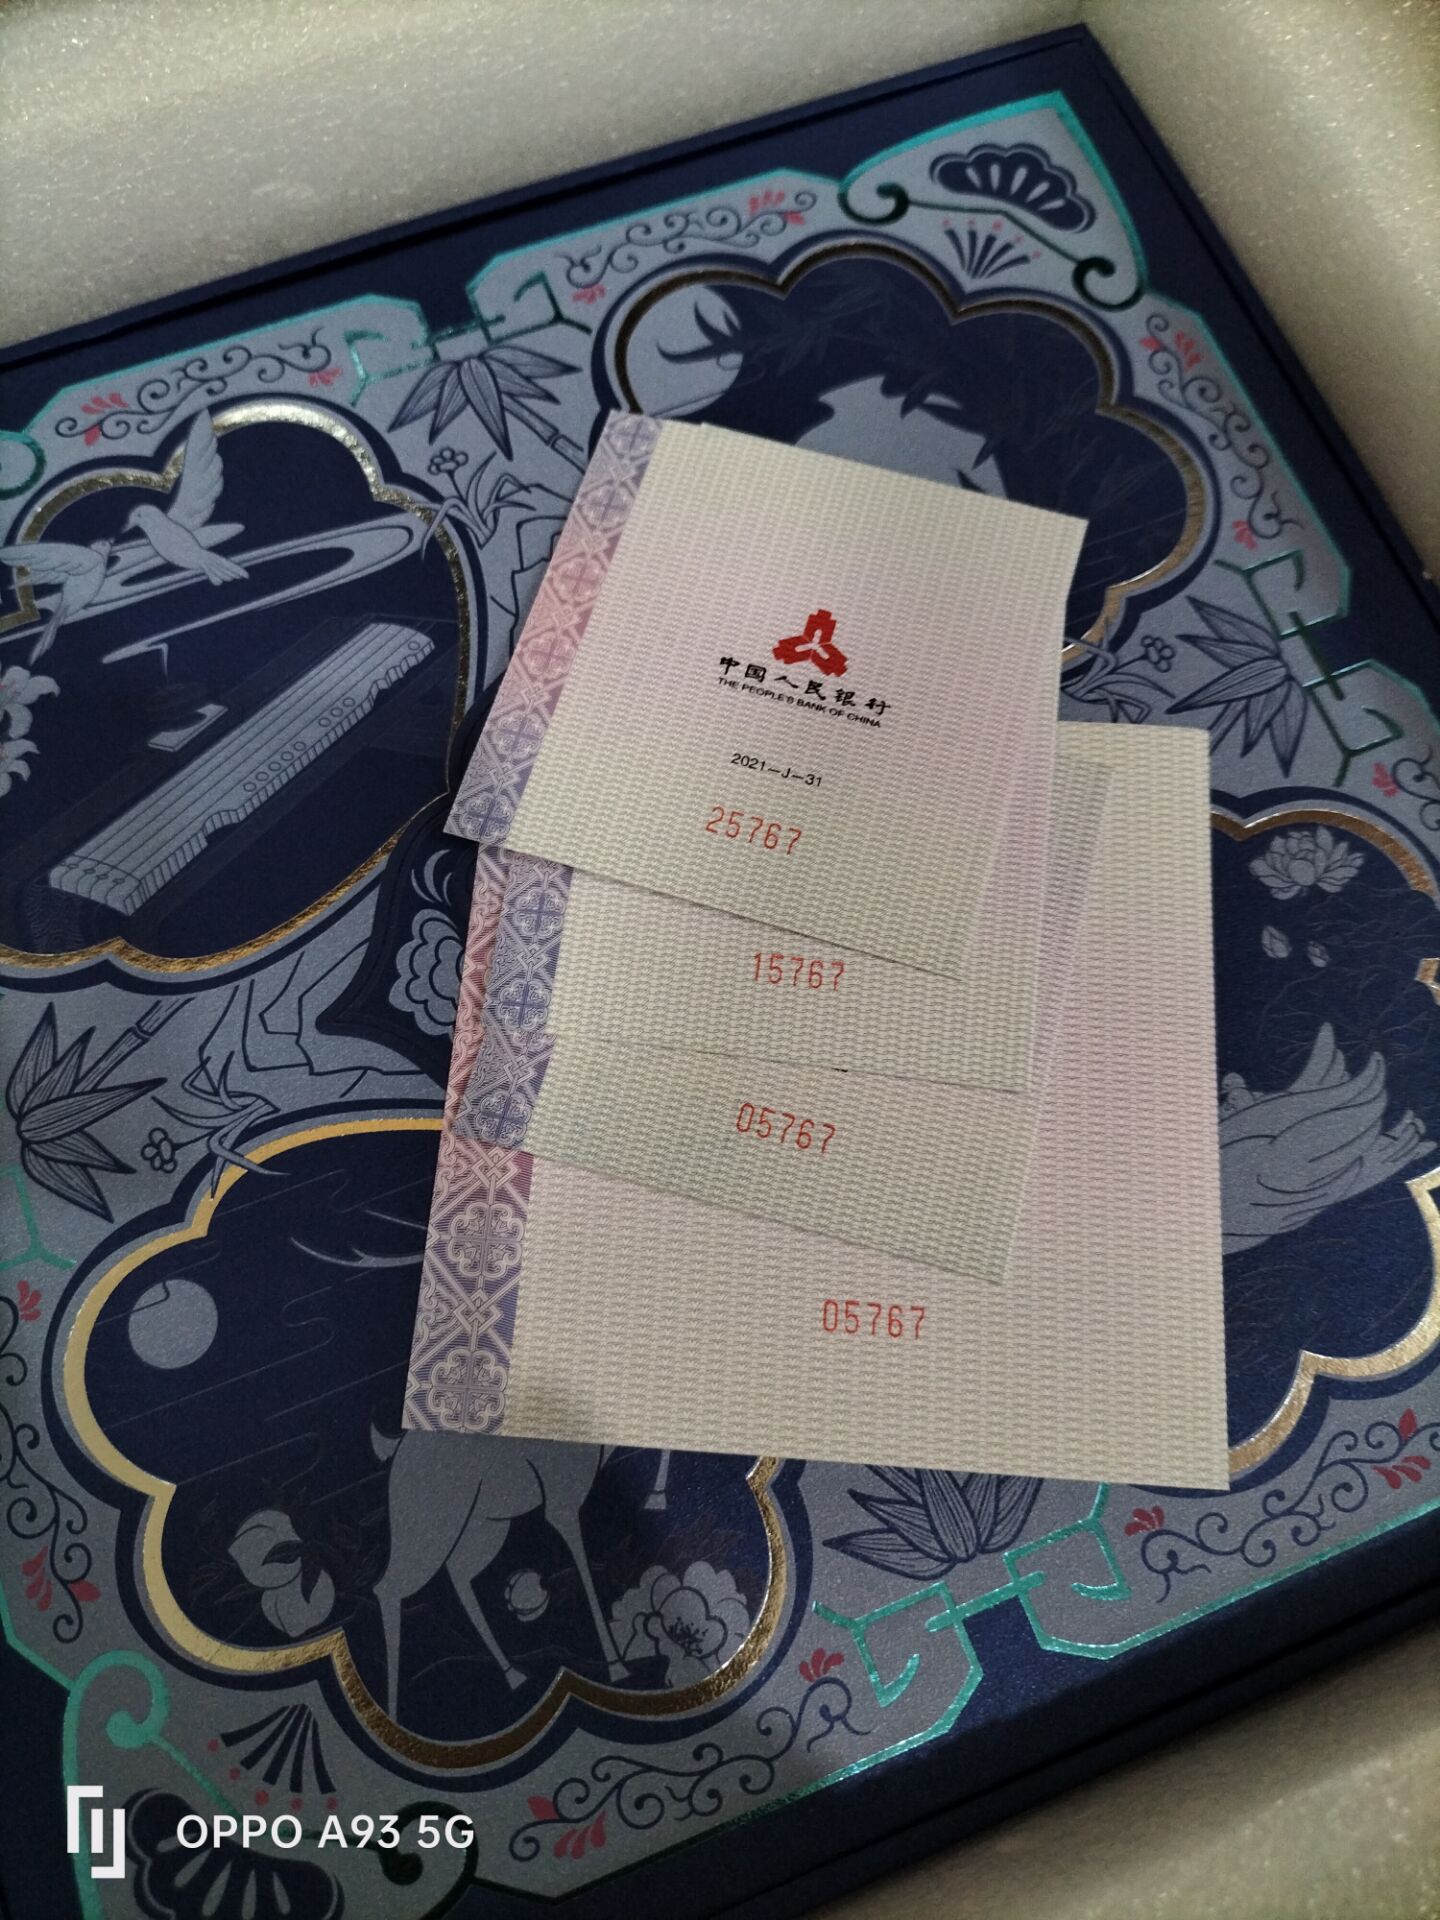 中国人民银行
THE PEOPLE'S BANK OF CHINA
2021-J-31
25767
15767
05767
05767
OPPO A93 5G